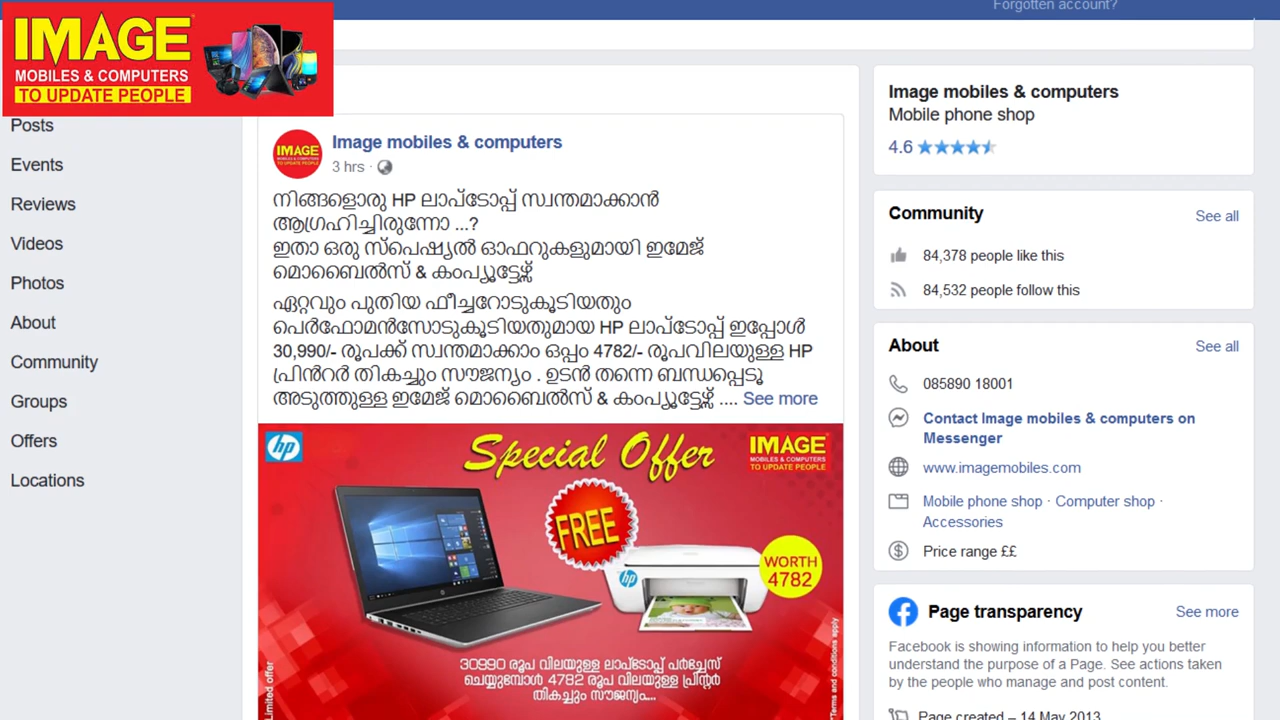 Forgotten account?
IMAGE
MOBILES & COMPUTERS
TO UPDATE PEOPLE
Posts
Events
Reviews
Videos
Photos
About
Community
Groups
Offers
Locations
IMAGE
MOBILES & COMPUTERS
TO UPDATE PEOPLE
Image mobiles & computers
3 hrs ·
നിങ്ങളൊരു HP ലാപ്ടോപ്പ് സ്വന്തമാക്കാൻ
ആഗ്രഹിച്ചിരുന്നോ ...?
ഇതാ ഒരു സ്പെഷ്യൽ ഓഫറുകളുമായി ഇമേജ്
മൊബൈൽസ് & കംപ്യൂട്ടേഴ്സ്
ഏറ്റവും പുതിയ ഫീച്ചറോടുകൂടിയതും
പെർഫോമൻസോടുകൂടിയതുമായ HP ലാപ്ടോപ്പ് ഇപ്പോൾ
30,990/- രൂപക്ക് സ്വന്തമാക്കാം ഒപ്പം 4782/- രൂപവിലയുള്ള HP
പ്രിൻറർ തികച്ചും സൗജന്യം . ഉടൻ തന്നെ ബന്ധപ്പെടൂ
അടുത്തുള്ള ഇമേജ് മൊബൈൽസ് & കംപ്യൂട്ടേഴ്സ് .... See more
hp
Special Offer
IMAGE
MOBILES & COMPUTERS
TO UPDATE PEOPLE
FREE
WORTH
4782
hp
30990 രൂപ വിലയുള്ള ലാപ്ടോപ്പ് പർച്ചേസ്
ചെയ്യുമ്പോൾ 4782 രൂപ വിലയുള്ള പ്രിന്റർ
തികച്ചും സൗജന്യം...
Limited offer
*Terms and conditions apply
Image mobiles & computers
Mobile phone shop
4.6
Community
See all
84,378 people like this
84,532 people follow this
About
See all
085890 18001
Contact Image mobiles & computers on
Messenger
www.imagemobiles.com
Mobile phone shop · Computer shop ·
Accessories
Price range ££
Page transparency
See more
Facebook is showing information to help you better
understand the purpose of a Page. See actions taken
by the people who manage and post content.
Page created – 14 May 2013